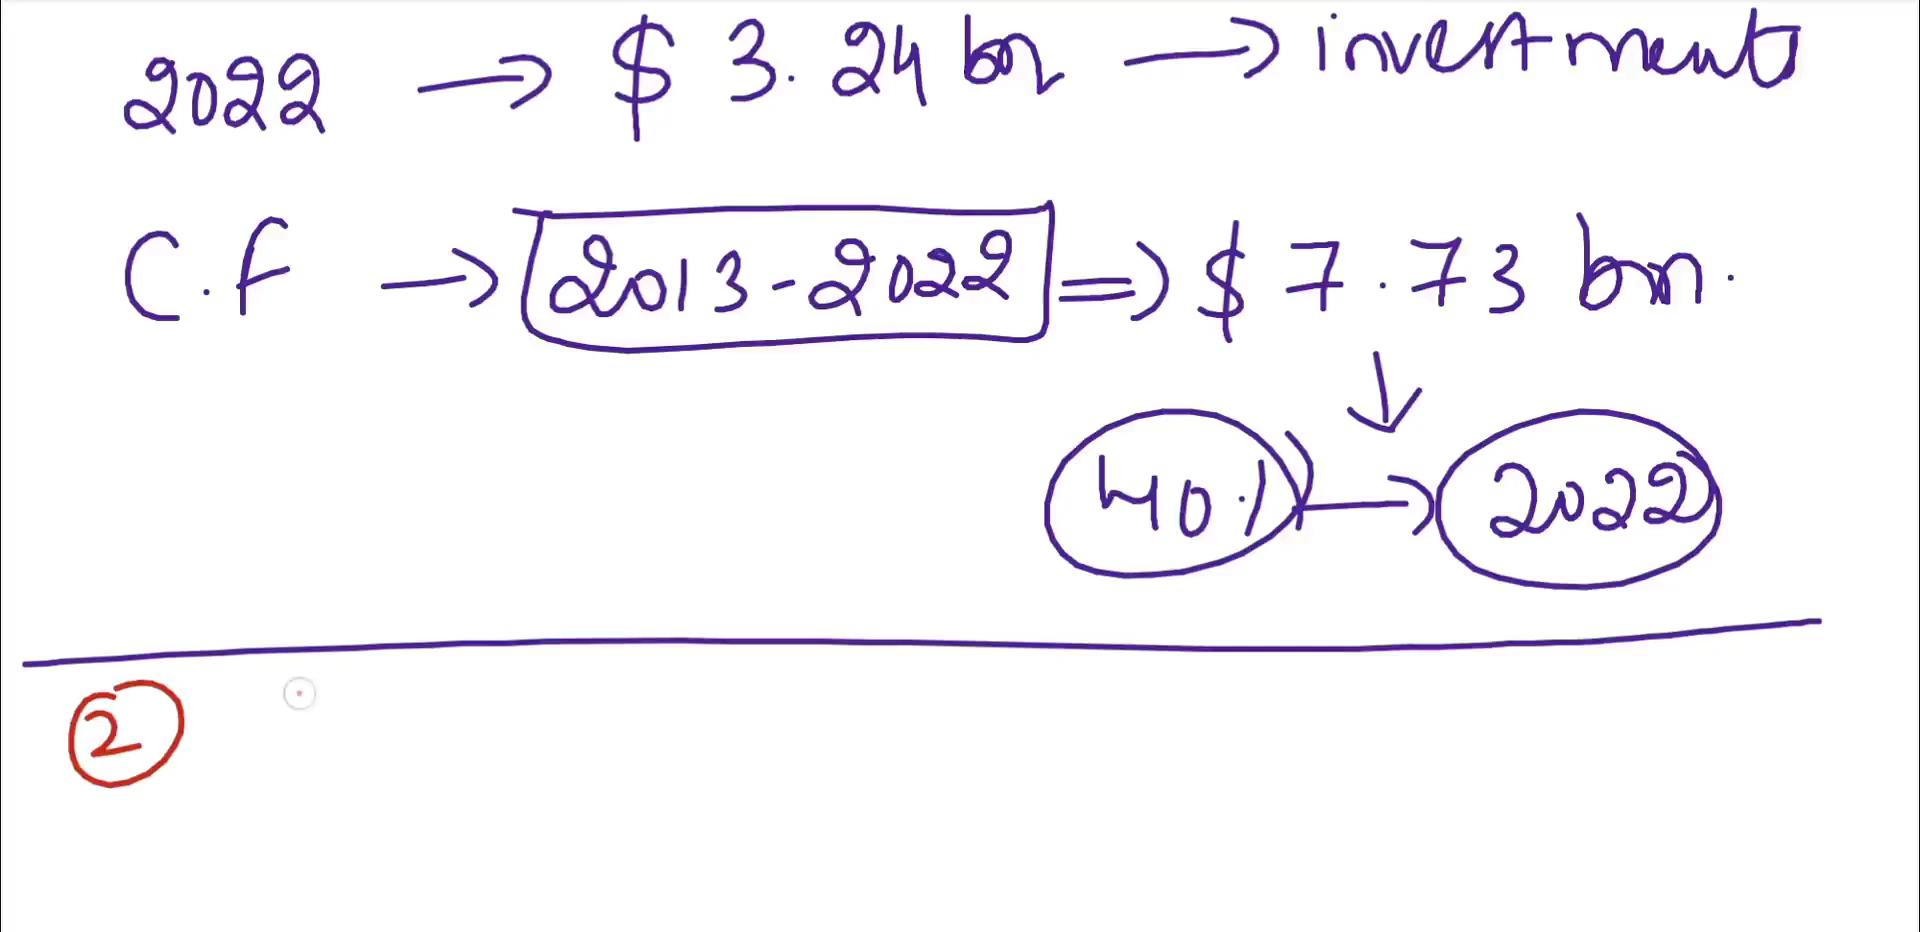 2022 → $ 3.24 bn → investments
C.f → 2013-2022 ⇒ $ 7.73 bn.
↓
40% → 2022
2